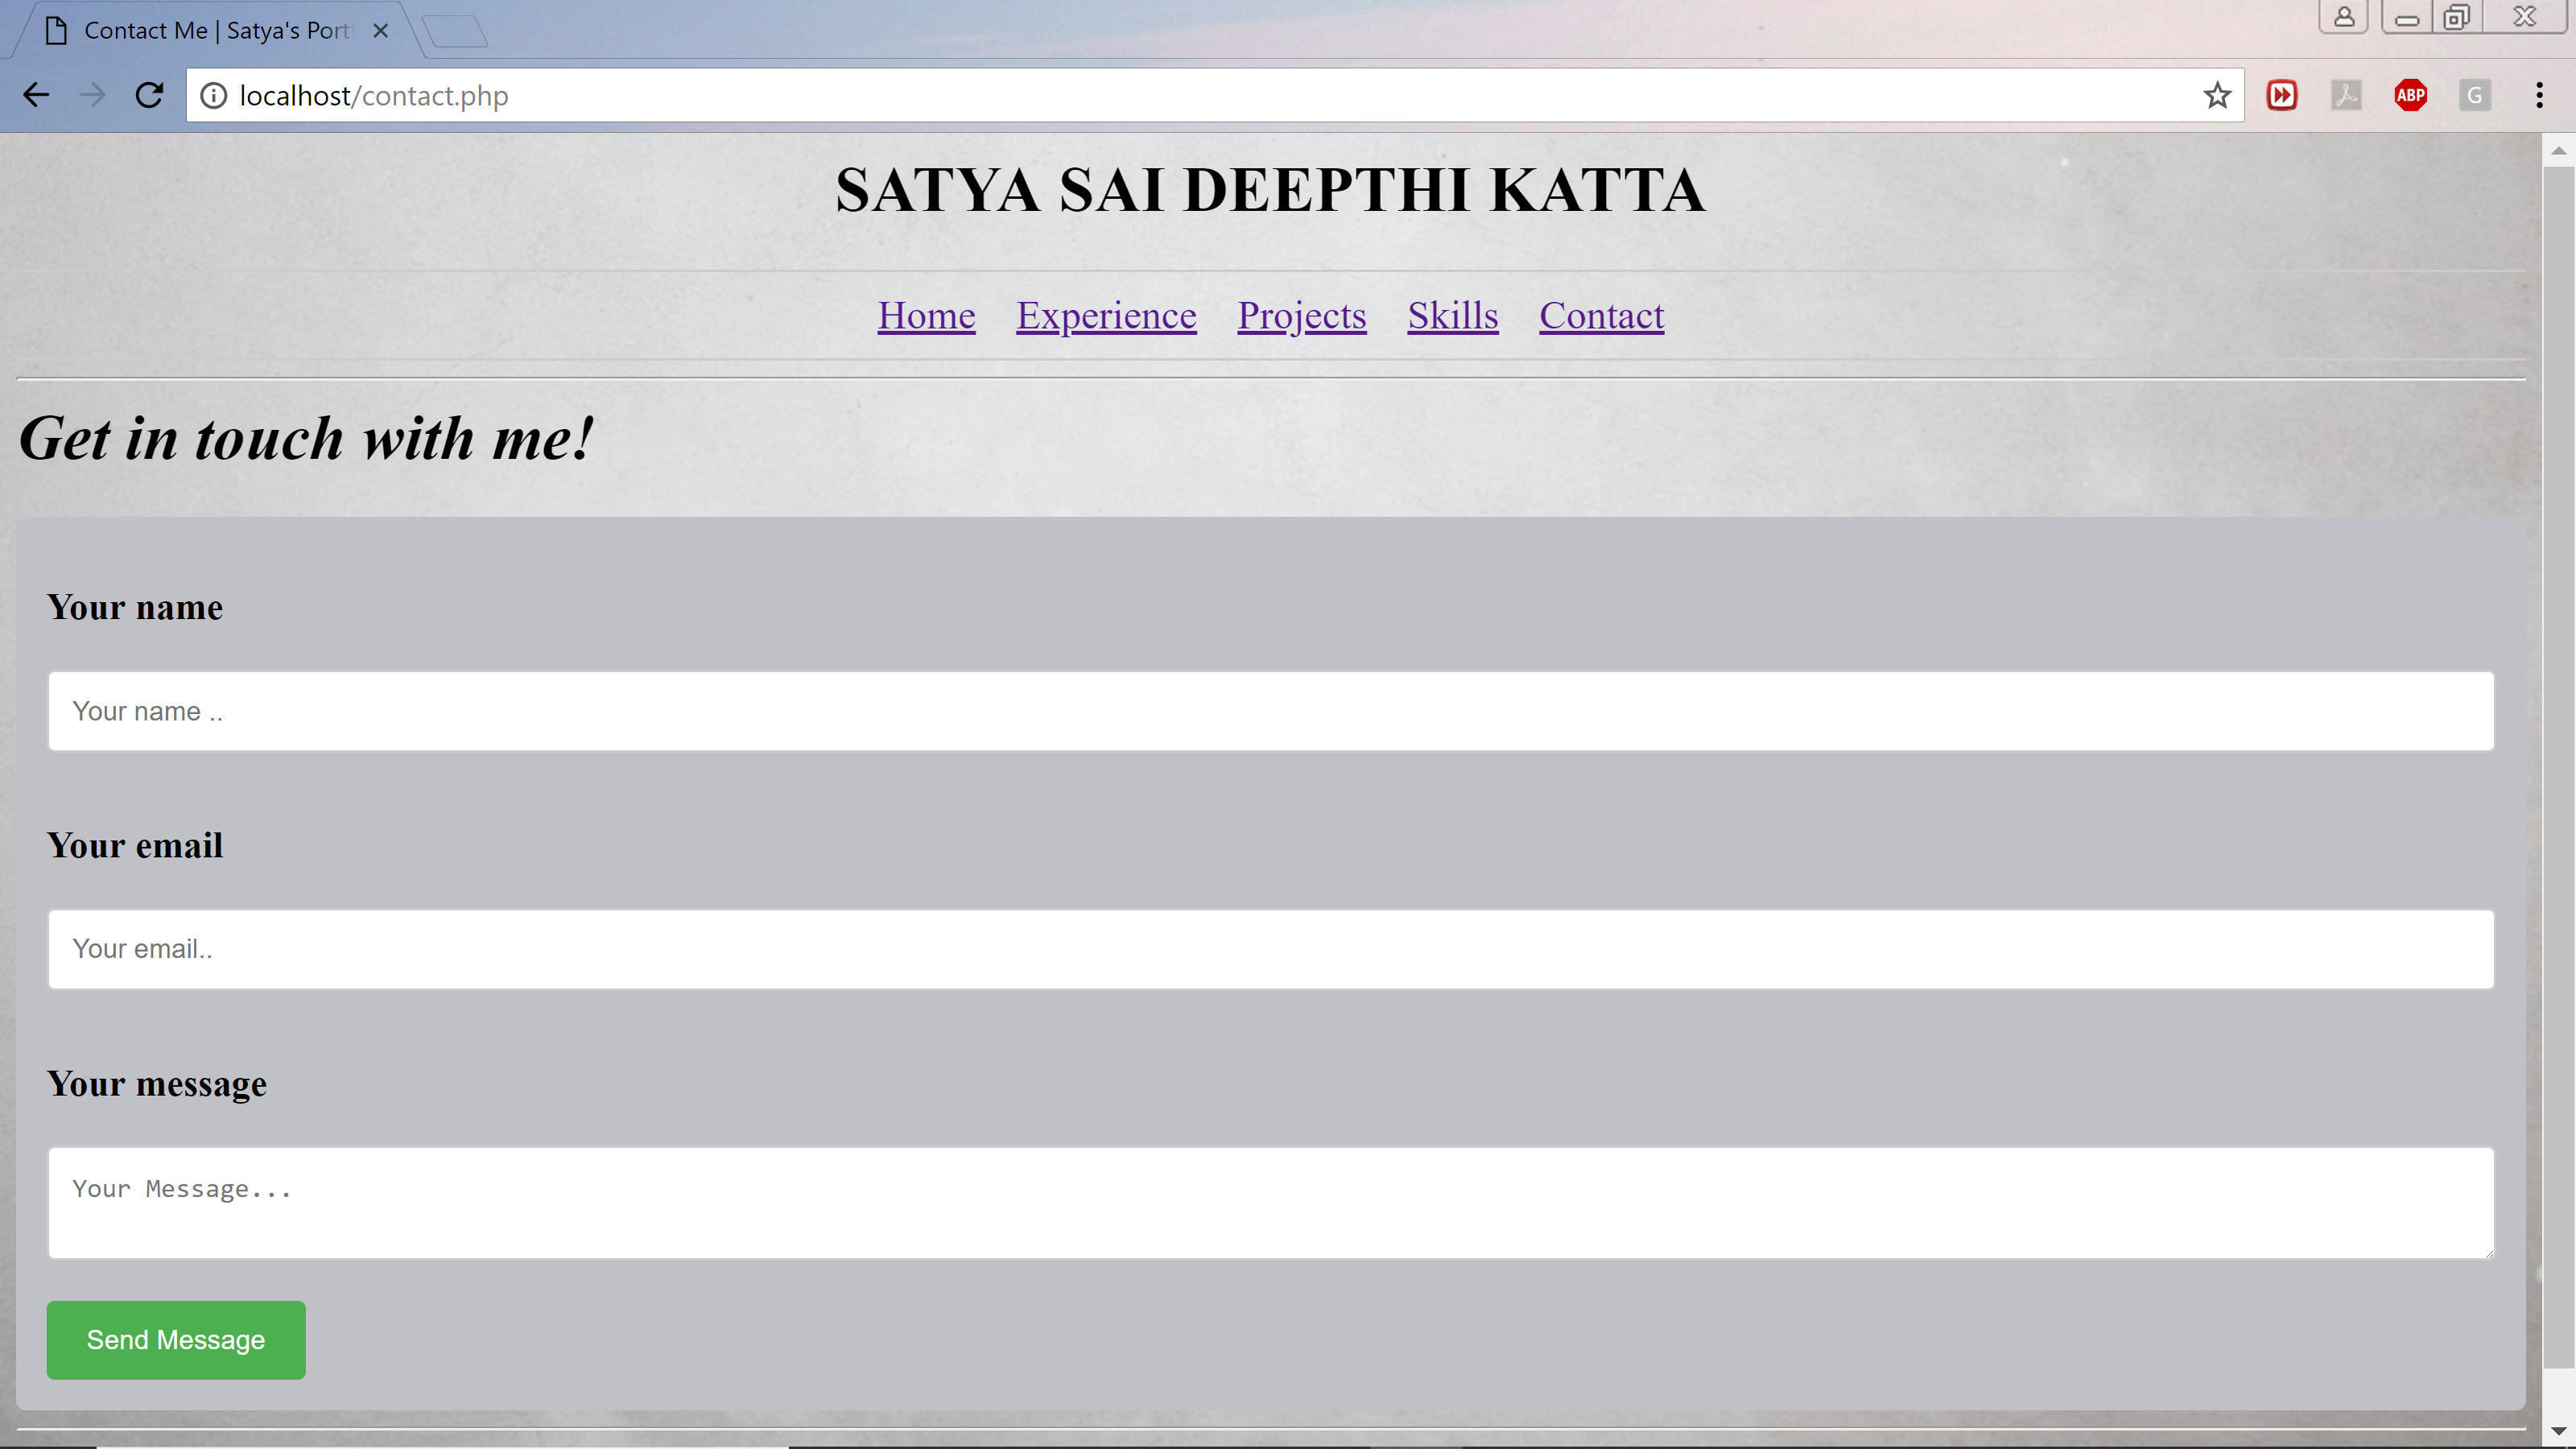 Contact Me | Satya's Port
localhost/contact.php
ABP
G
SATYA SAI DEEPTHI KATTA
Home Experience Projects Skills Contact
Get in touch with me!
Your name
Your name ..
Your email
Your email..
Your message
Your Message...
Send Message